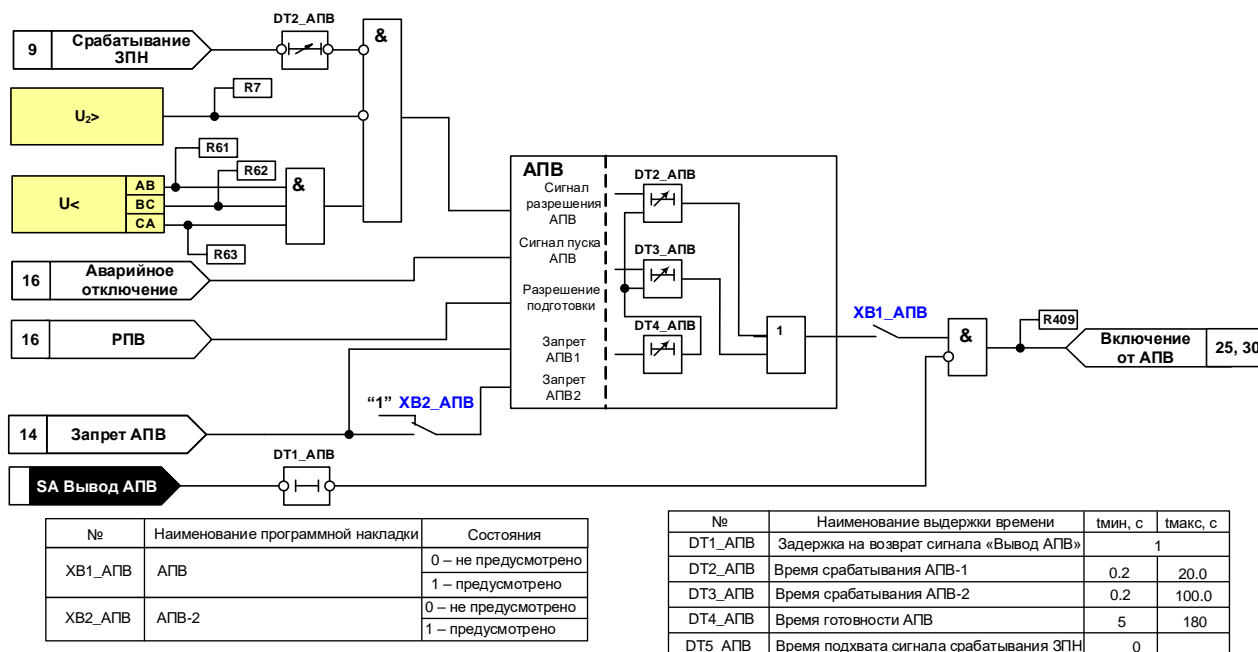 DT2_АПВ
9 Срабатывание
ЗПН
&
R7
U₂>
R61
R62
U<
АВ
ВС
СА
&
R63
16 Аварийное
отключение
16 РПВ
14 Запрет АПВ
“1” XB2_АПВ
SA Вывод АПВ
DT1_АПВ
АПВ
Сигнал
разрешения
АПВ
Сигнал пуска
АПВ
Разрешение
подготовки
Запрет
АПВ1
Запрет
АПВ2
DT2_АПВ
DT3_АПВ
DT4_АПВ
1
XB1_АПВ
&
R409
Включение
от АПВ 25, 30
№ Наименование программной накладки Состояния
XB1_АПВ АПВ 0 – не предусмотрено
1 – предусмотрено
XB2_АПВ АПВ-2 0 – не предусмотрено
1 – предусмотрено
№ Наименование выдержки времени tмин, с tмакс, с
DT1_АПВ Задержка на возврат сигнала «Вывод АПВ» 1
DT2_АПВ Время срабатывания АПВ-1 0.2 20.0
DT3_АПВ Время срабатывания АПВ-2 0.2 100.0
DT4_АПВ Время готовности АПВ 5 180
DT5_АПВ Время подхвата сигнала срабатывания ЗПН 0